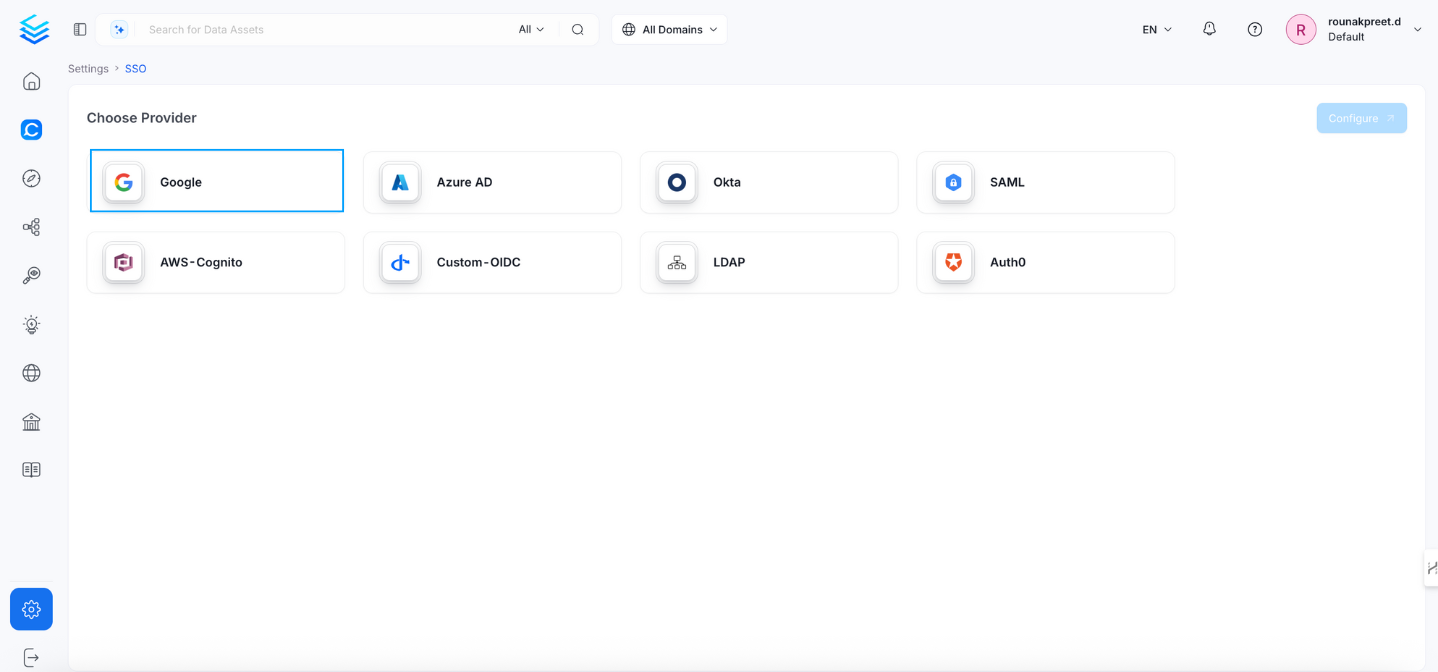 Search for Data Assets
All
All Domains
EN
R
rounakpreet.d
Default
Settings > SSO
Choose Provider
Configure
Google
Azure AD
Okta
SAML
AWS-Cognito
Custom-OIDC
LDAP
Auth0